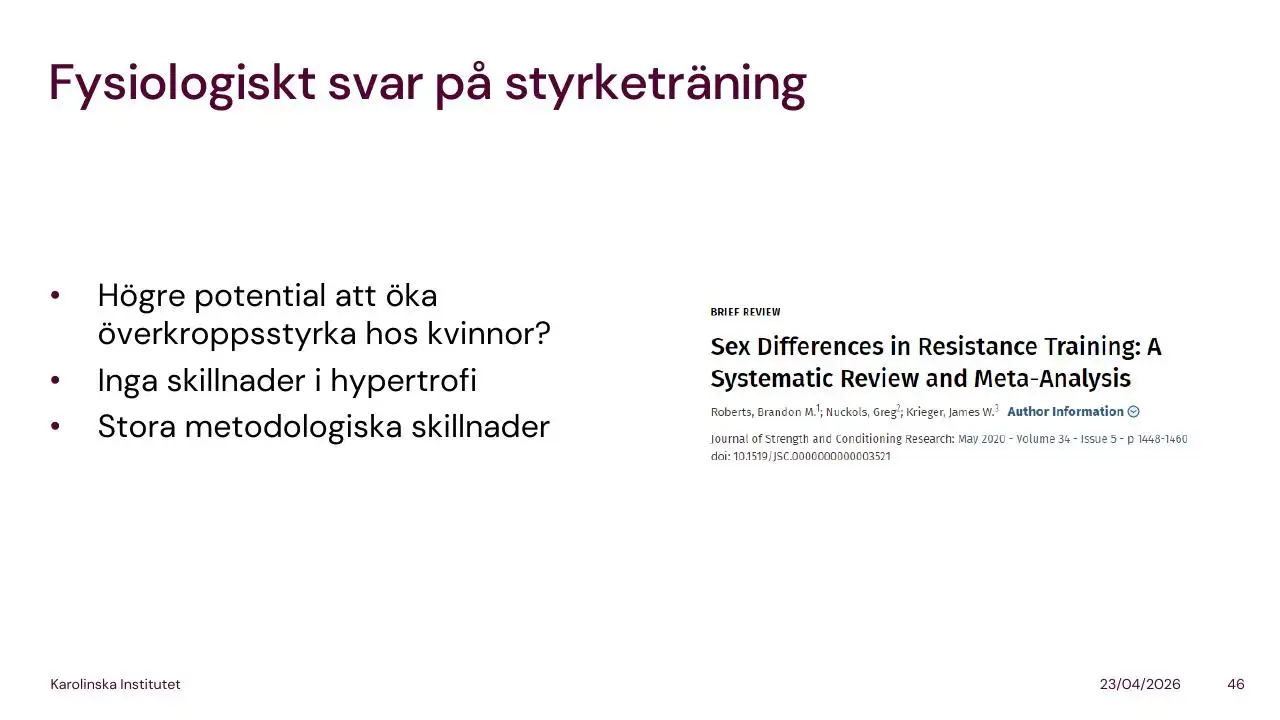 Fysiologiskt svar på styrketräning
• Högre potential att öka
överkroppsstyrka hos kvinnor?
• Inga skillnader i hypertrofi
• Stora metodologiska skillnader
BRIEF REVIEW
Sex Differences in Resistance Training: A
Systematic Review and Meta-Analysis
Roberts, Brandon M.1; Nuckols, Greg2; Krieger, James W.3 Author Information
Journal of Strength and Conditioning Research: May 2020 - Volume 34 - Issue 5 - p 1448-1460
doi: 10.1519/JSC.0000000000003521
Karolinska Institutet
23/04/2026
46